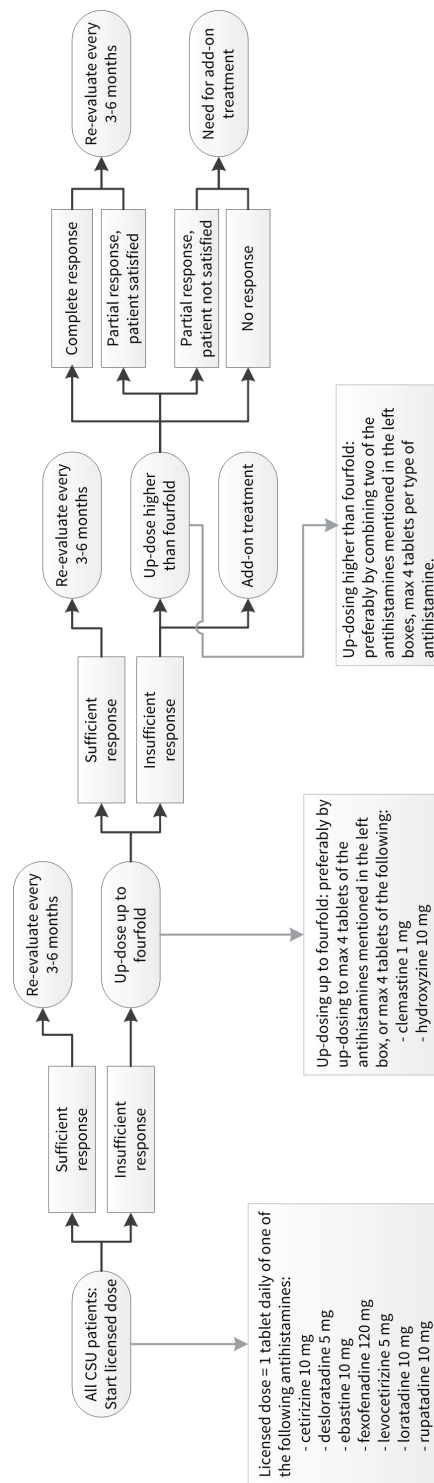 All CSU patients:
Start licensed dose
Sufficient
response
Insufficient
response
Re-evaluate every
3-6 months
Up-dose up to
fourfold
Sufficient
response
Insufficient
response
Re-evaluate every
3-6 months
Up-dose higher
than fourfold
Add-on treatment
Complete response
Partial response,
patient satisfied
Partial response,
patient not satisfied
No response
Re-evaluate every
3-6 months
Need for add-on
treatment
Licensed dose = 1 tablet daily of one of
the following antihistamines:
- cetirizine 10 mg
- desloratadine 5 mg
- ebastine 10 mg
- fexofenadine 120 mg
- levocetirizine 5 mg
- loratadine 10 mg
- rupatadine 10 mg
Up-dosing up to fourfold: preferably by
up-dosing to max 4 tablets of the
antihistamines mentioned in the left
box, or max 4 tablets of the following:
- clemastine 1 mg
- hydroxyzine 10 mg
Up-dosing higher than fourfold:
preferably by combining two of the
antihistamines mentioned in the left
boxes, max 4 tablets per type of
antihistamine.